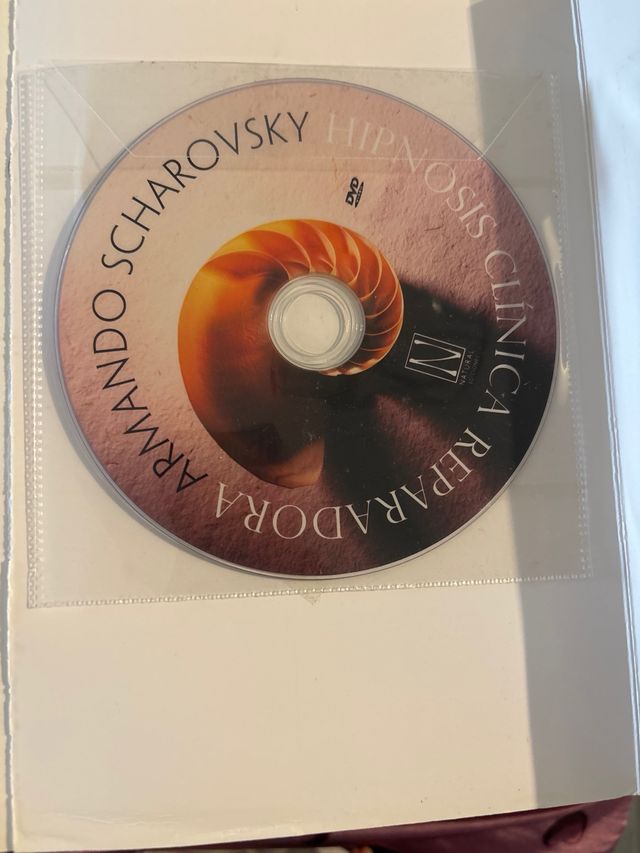 ARMANDO SCHAROVSKY
HIPNOSIS CLÍNICA REPARADORA
DVD
N
NATURAL